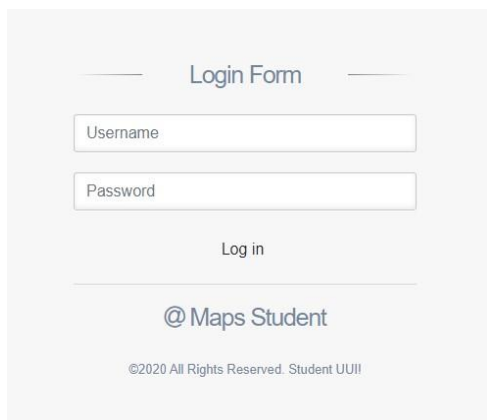 Login Form
Username
Password
Log in
@ Maps Student
©2020 All Rights Reserved. Student UUI!